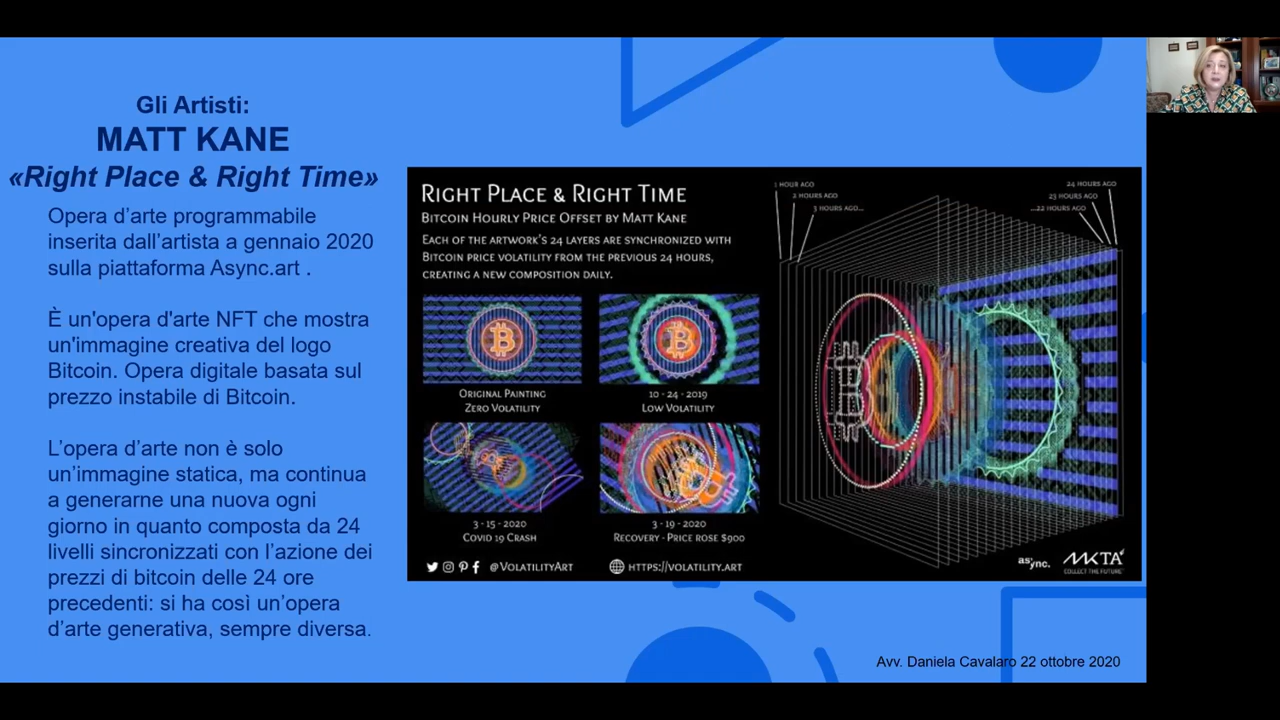 Gli Artisti:
MATT KANE
«Right Place & Right Time»
Opera d’arte programmabile
inserita dall’artista a gennaio 2020
sulla piattaforma Async.art .
È un'opera d'arte NFT che mostra
un'immagine creativa del logo
Bitcoin. Opera digitale basata sul
prezzo instabile di Bitcoin.
L’opera d’arte non è solo
un’immagine statica, ma continua
a generarne una nuova ogni
giorno in quanto composta da 24
livelli sincronizzati con l’azione dei
prezzi di bitcoin delle 24 ore
precedenti: si ha così un’opera
d’arte generativa, sempre diversa.
RIGHT PLACE & RIGHT TIME
BITCOIN HOURLY PRICE OFFSET BY MATT KANE
EACH OF THE ARTWORK'S 24 LAYERS ARE SYNCHRONIZED WITH
BITCOIN PRICE VOLATILITY FROM THE PREVIOUS 24 HOURS,
CREATING A NEW COMPOSITION DAILY.
ORIGINAL PAINTING
ZERO VOLATILITY
10 - 24 - 2019
LOW VOLATILITY
3 - 15 - 2020
COVID 19 CRASH
3 - 19 - 2020
RECOVERY - PRICE ROSE $900
@VOLATILITYART
HTTPS://VOLATILITY.ART
1 HOUR AGO
2 HOURS AGO
3 HOURS AGO...
24 HOURS AGO
23 HOURS AGO
...22 HOURS AGO
as
ync.
MKTA
COLLECT THE FUTURE
Avv. Daniela Cavalaro 22 ottobre 2020